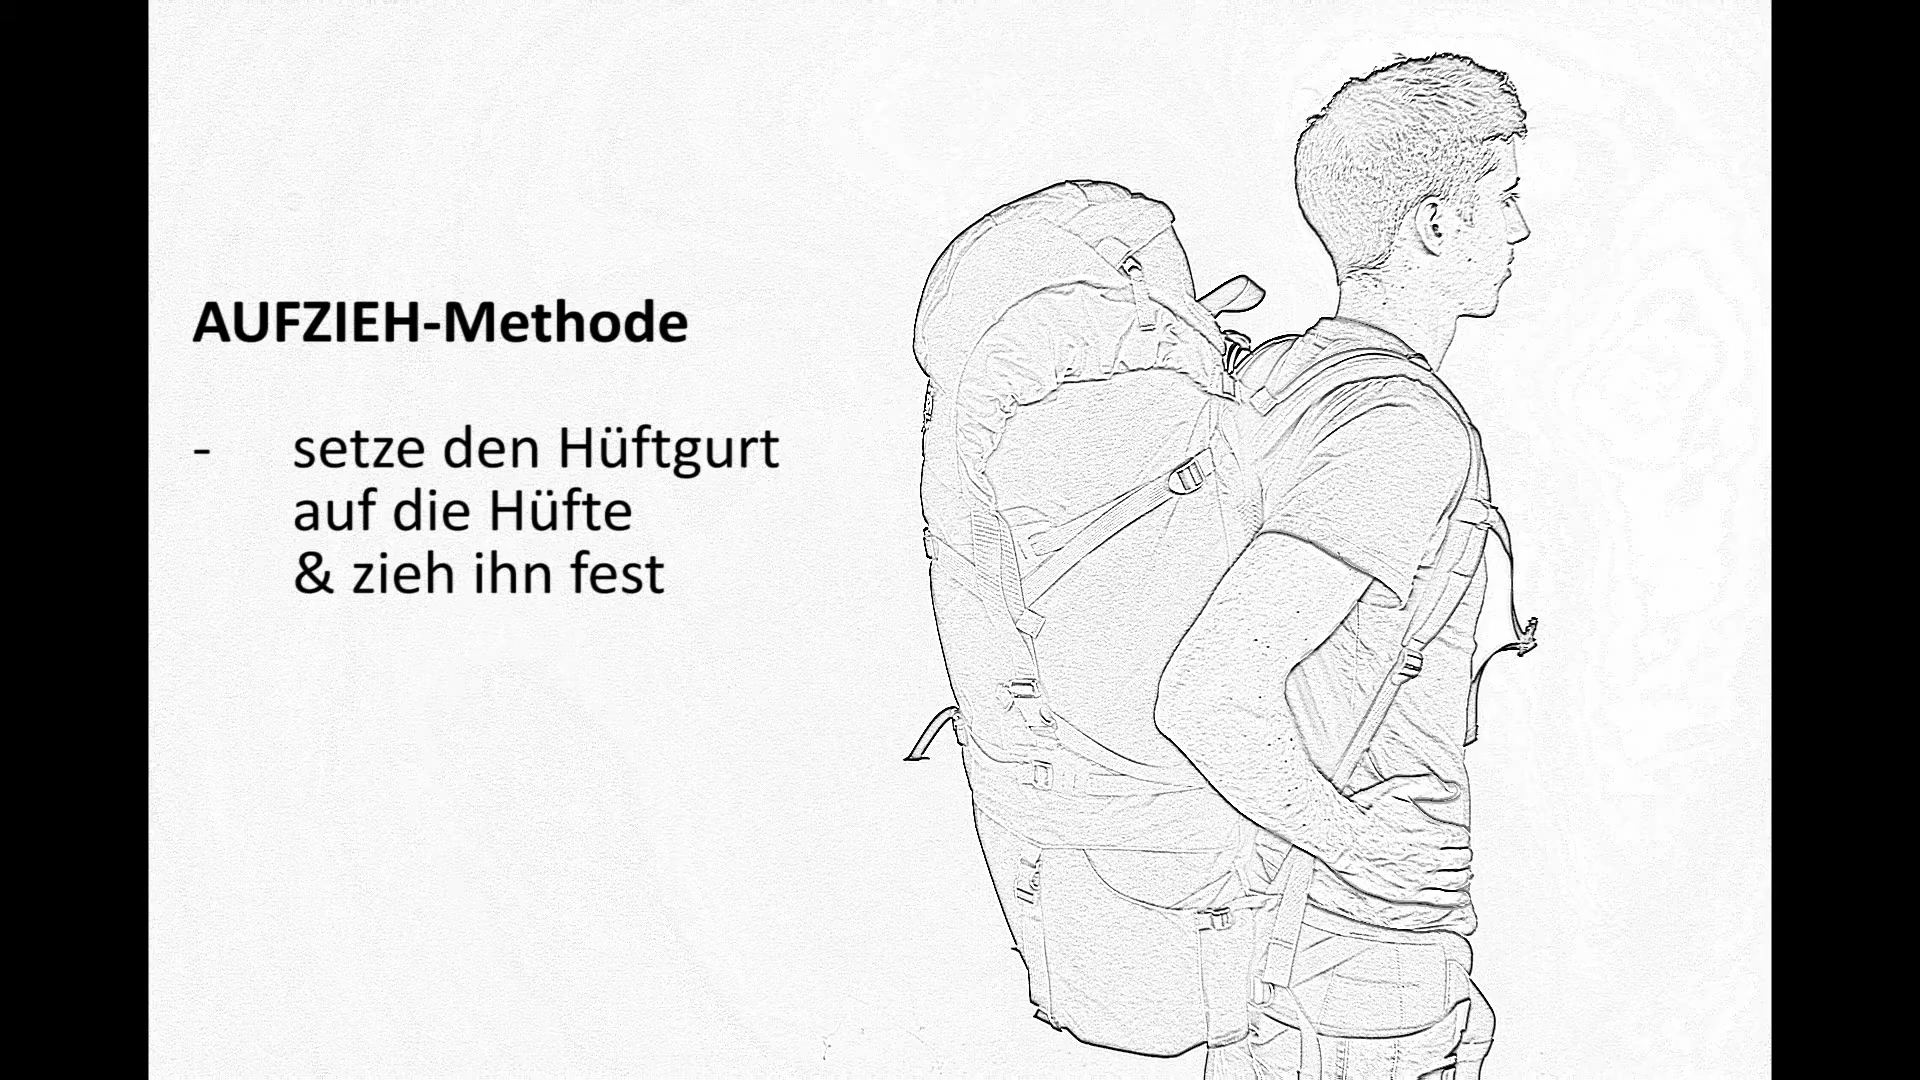 AUFZIEH-Methode
- setze den Hüftgurt
auf die Hüfte
& zieh ihn fest